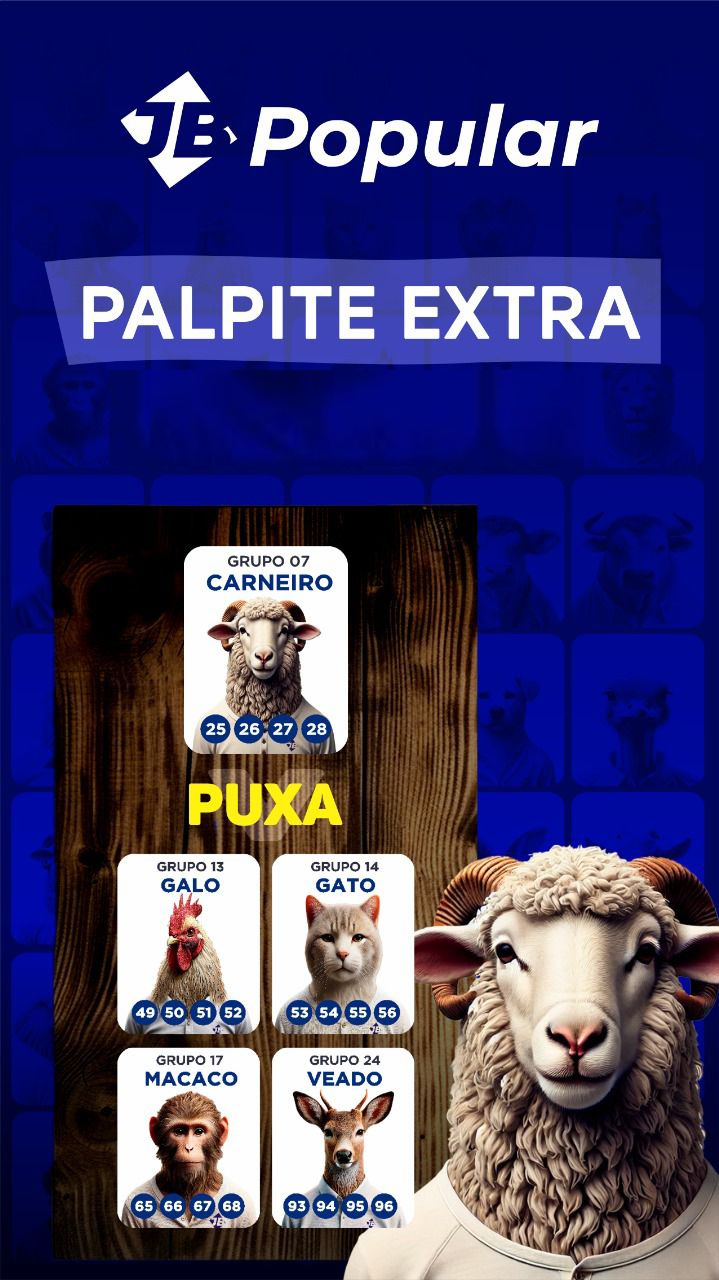 JB Popular
PALPITE EXTRA
GRUPO 07
CARNEIRO
25 26 27 28
PUXA
GRUPO 13
GALO
49 50 51 52
GRUPO 14
GATO
53 54 55 56
GRUPO 17
MACACO
65 66 67 68
GRUPO 24
VEADO
93 94 95 96